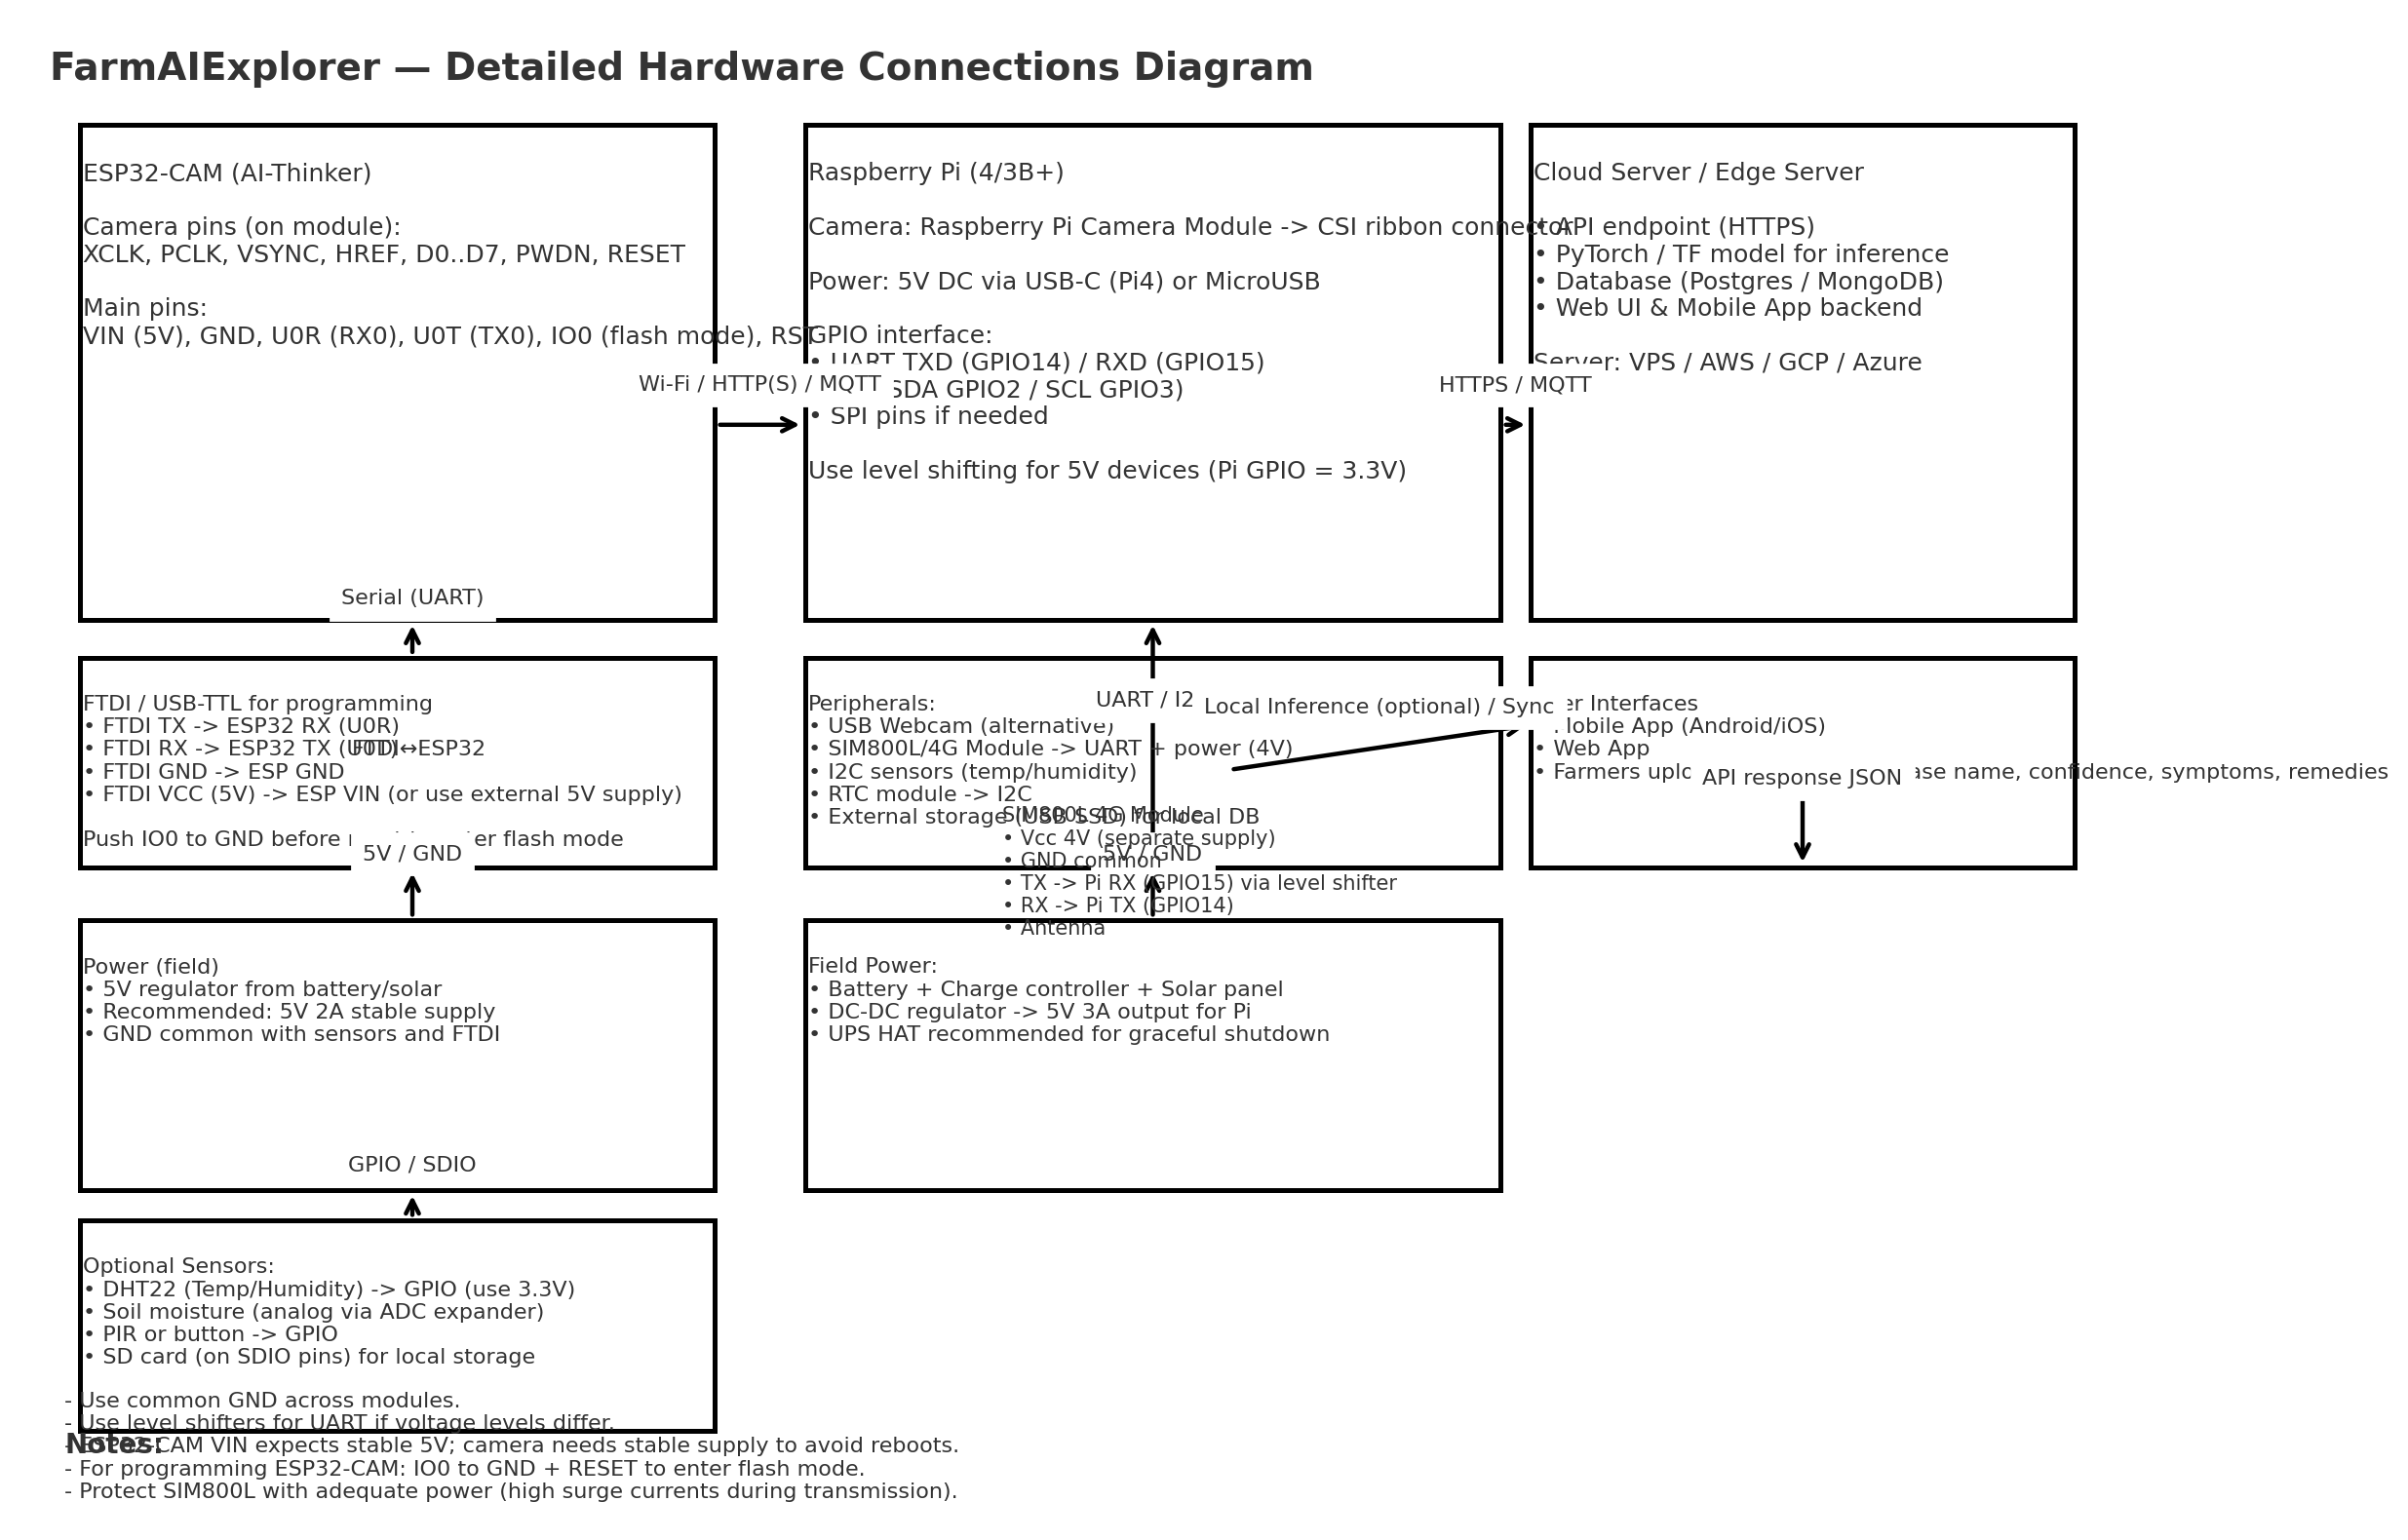 FarmAIExplorer — Detailed Hardware Connections Diagram
ESP32-CAM (AI-Thinker)
Camera pins (on module):
XCLK, PCLK, VSYNC, HREF, D0..D7, PWDN, RESET
Main pins:
VIN (5V), GND, U0R (RX0), U0T (TX0), IO0 (flash mode), RST
Wi-Fi / HTTP(S) / MQTT
Serial (UART)
Raspberry Pi (4/3B+)
Camera: Raspberry Pi Camera Module -> CSI ribbon connector
Power: 5V DC via USB-C (Pi4) or MicroUSB
GPIO interface:
• UART TXD (GPIO14) / RXD (GPIO15)
SDA GPIO2 / SCL GPIO3)
• SPI pins if needed
Use level shifting for 5V devices (Pi GPIO = 3.3V)
HTTPS / MQTT
Cloud Server / Edge Server
• API endpoint (HTTPS)
• PyTorch / TF model for inference
• Database (Postgres / MongoDB)
• Web UI & Mobile App backend
Server: VPS / AWS / GCP / Azure
FTDI / USB-TTL for programming
• FTDI TX -> ESP32 RX (U0R)
• FTDI RX -> ESP32 TX (U0T)
FTDI↔ESP32
• FTDI GND -> ESP GND
• FTDI VCC (5V) -> ESP VIN (or use external 5V supply)
Push IO0 to GND before flash mode
5V / GND
Peripherals:
• USB Webcam (alternative)
• SIM800L/4G Module -> UART + power (4V)
• I2C sensors (temp/humidity)
• RTC module -> I2C
• External storage (USB SSD) for local DB
UART / I2
Local Inference (optional) / Sync
SIM800L 4G Module
• Vcc 4V (separate supply)
• GND common
• TX -> Pi RX (GPIO15) via level shifter
• RX -> Pi TX (GPIO14)
• Antenna
5V / GND
Interfaces
Mobile App (Android/iOS)
• Web App
• Farmers name, confidence, symptoms, remedies
API response JSON
Power (field)
• 5V regulator from battery/solar
• Recommended: 5V 2A stable supply
• GND common with sensors and FTDI
GPIO / SDIO
Field Power:
• Battery + Charge controller + Solar panel
• DC-DC regulator -> 5V 3A output for Pi
• UPS HAT recommended for graceful shutdown
Optional Sensors:
• DHT22 (Temp/Humidity) -> GPIO (use 3.3V)
• Soil moisture (analog via ADC expander)
• PIR or button -> GPIO
• SD card (on SDIO pins) for local storage
Notes:
- Use common GND across modules.
- Use level shifters for UART if voltage levels differ.
- ESP32-CAM VIN expects stable 5V; camera needs stable supply to avoid reboots.
- For programming ESP32-CAM: IO0 to GND + RESET to enter flash mode.
- Protect SIM800L with adequate power (high surge currents during transmission).